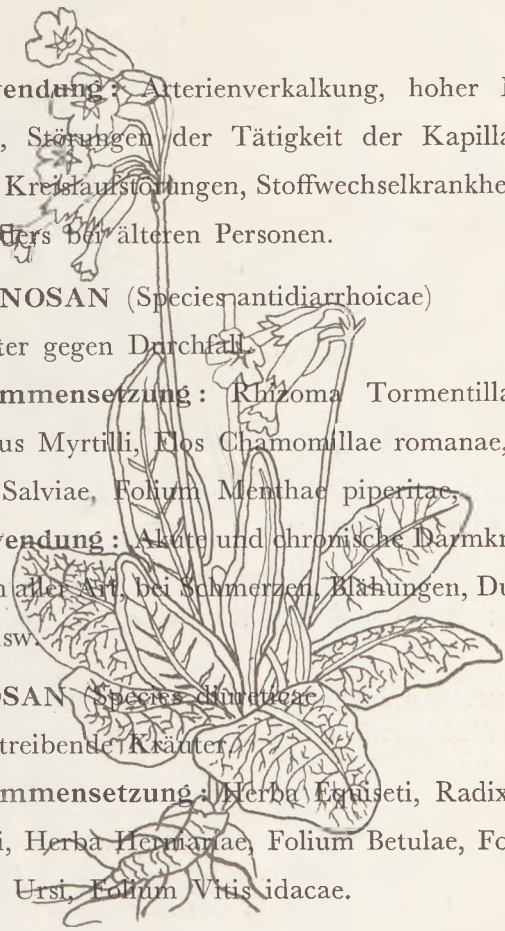 endung: Arterienverkalkung, hoher
, Störungen der Tätigkeit der Kapilla
Kreislaufstörungen, Stoffwechselkrankhe
ders bei älteren Personen.
NOSAN (Species antidiarrhoicae)
ter gegen Durchfall.
mmensetzung: Rhizoma Tormentilla
us Myrtilli, Flos Chamomillae romanae,
Salviae, Folium Menthae piperitae,
endung: Akute und chronische Darmkr
n aller Art, bei Schmerzen, Blähungen, Du
sw.
OSAN Species diureticae
treibende Kräuter
mmensetzung: Herba Equiseti, Radix
i, Herba Herniariae, Folium Betulae, Fo
Ursi, Folium Vitis idacae.